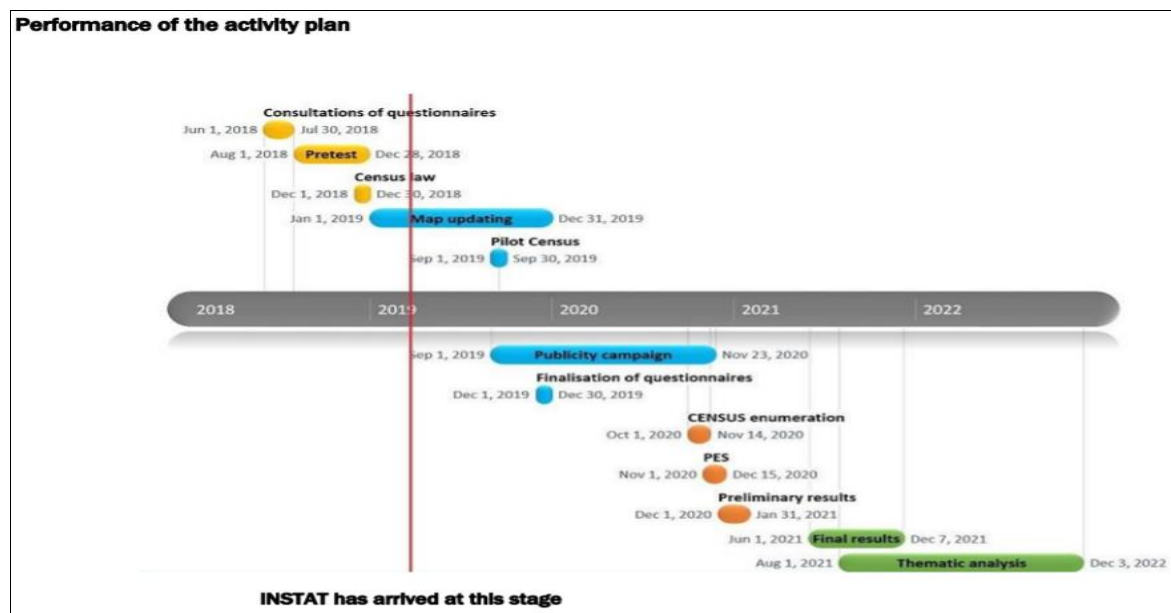 Performance of the activity plan
Consultations of questionnaires
Jun 1, 2018 Jul 30, 2018
Aug 1, 2018 Pretest Dec 28, 2018
Census law
Dec 1, 2018 Dec 30, 2018
Jan 1, 2019 Map updating Dec 31, 2019
Pilot Census
Sep 1, 2019 Sep 30, 2019
2018 2019 2020 2021 2022
Sep 1, 2019 Publicity campaign Nov 23, 2020
Finalisation of questionnaires
Dec 1, 2019 Dec 30, 2019
CENSUS enumeration
Oct 1, 2020 Nov 14, 2020
PES
Nov 1, 2020 Dec 15, 2020
Preliminary results
Dec 1, 2020 Jan 31, 2021
Jun 1, 2021 Final results Dec 7, 2021
Aug 1, 2021 Thematic analysis Dec 3, 2022
INSTAT has arrived at this stage